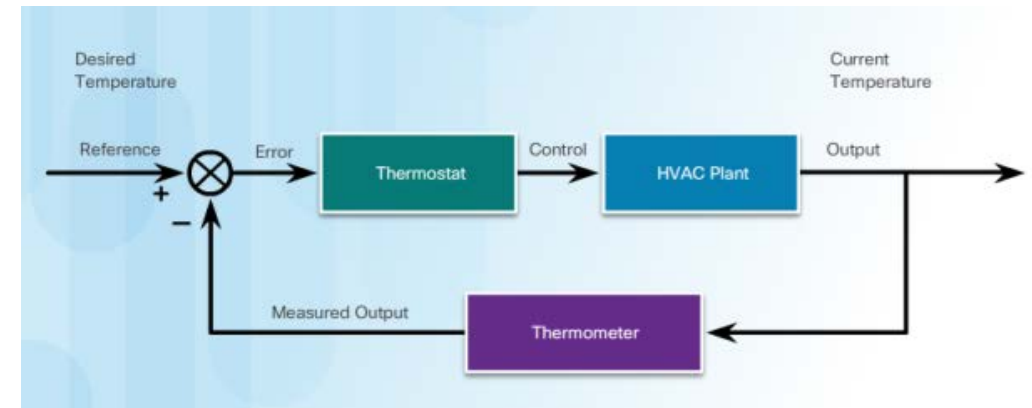 Desired
Temperature
Current
Temperature
Reference
Error
Thermostat
Control
HVAC Plant
Output
+
−
Measured Output
Thermometer